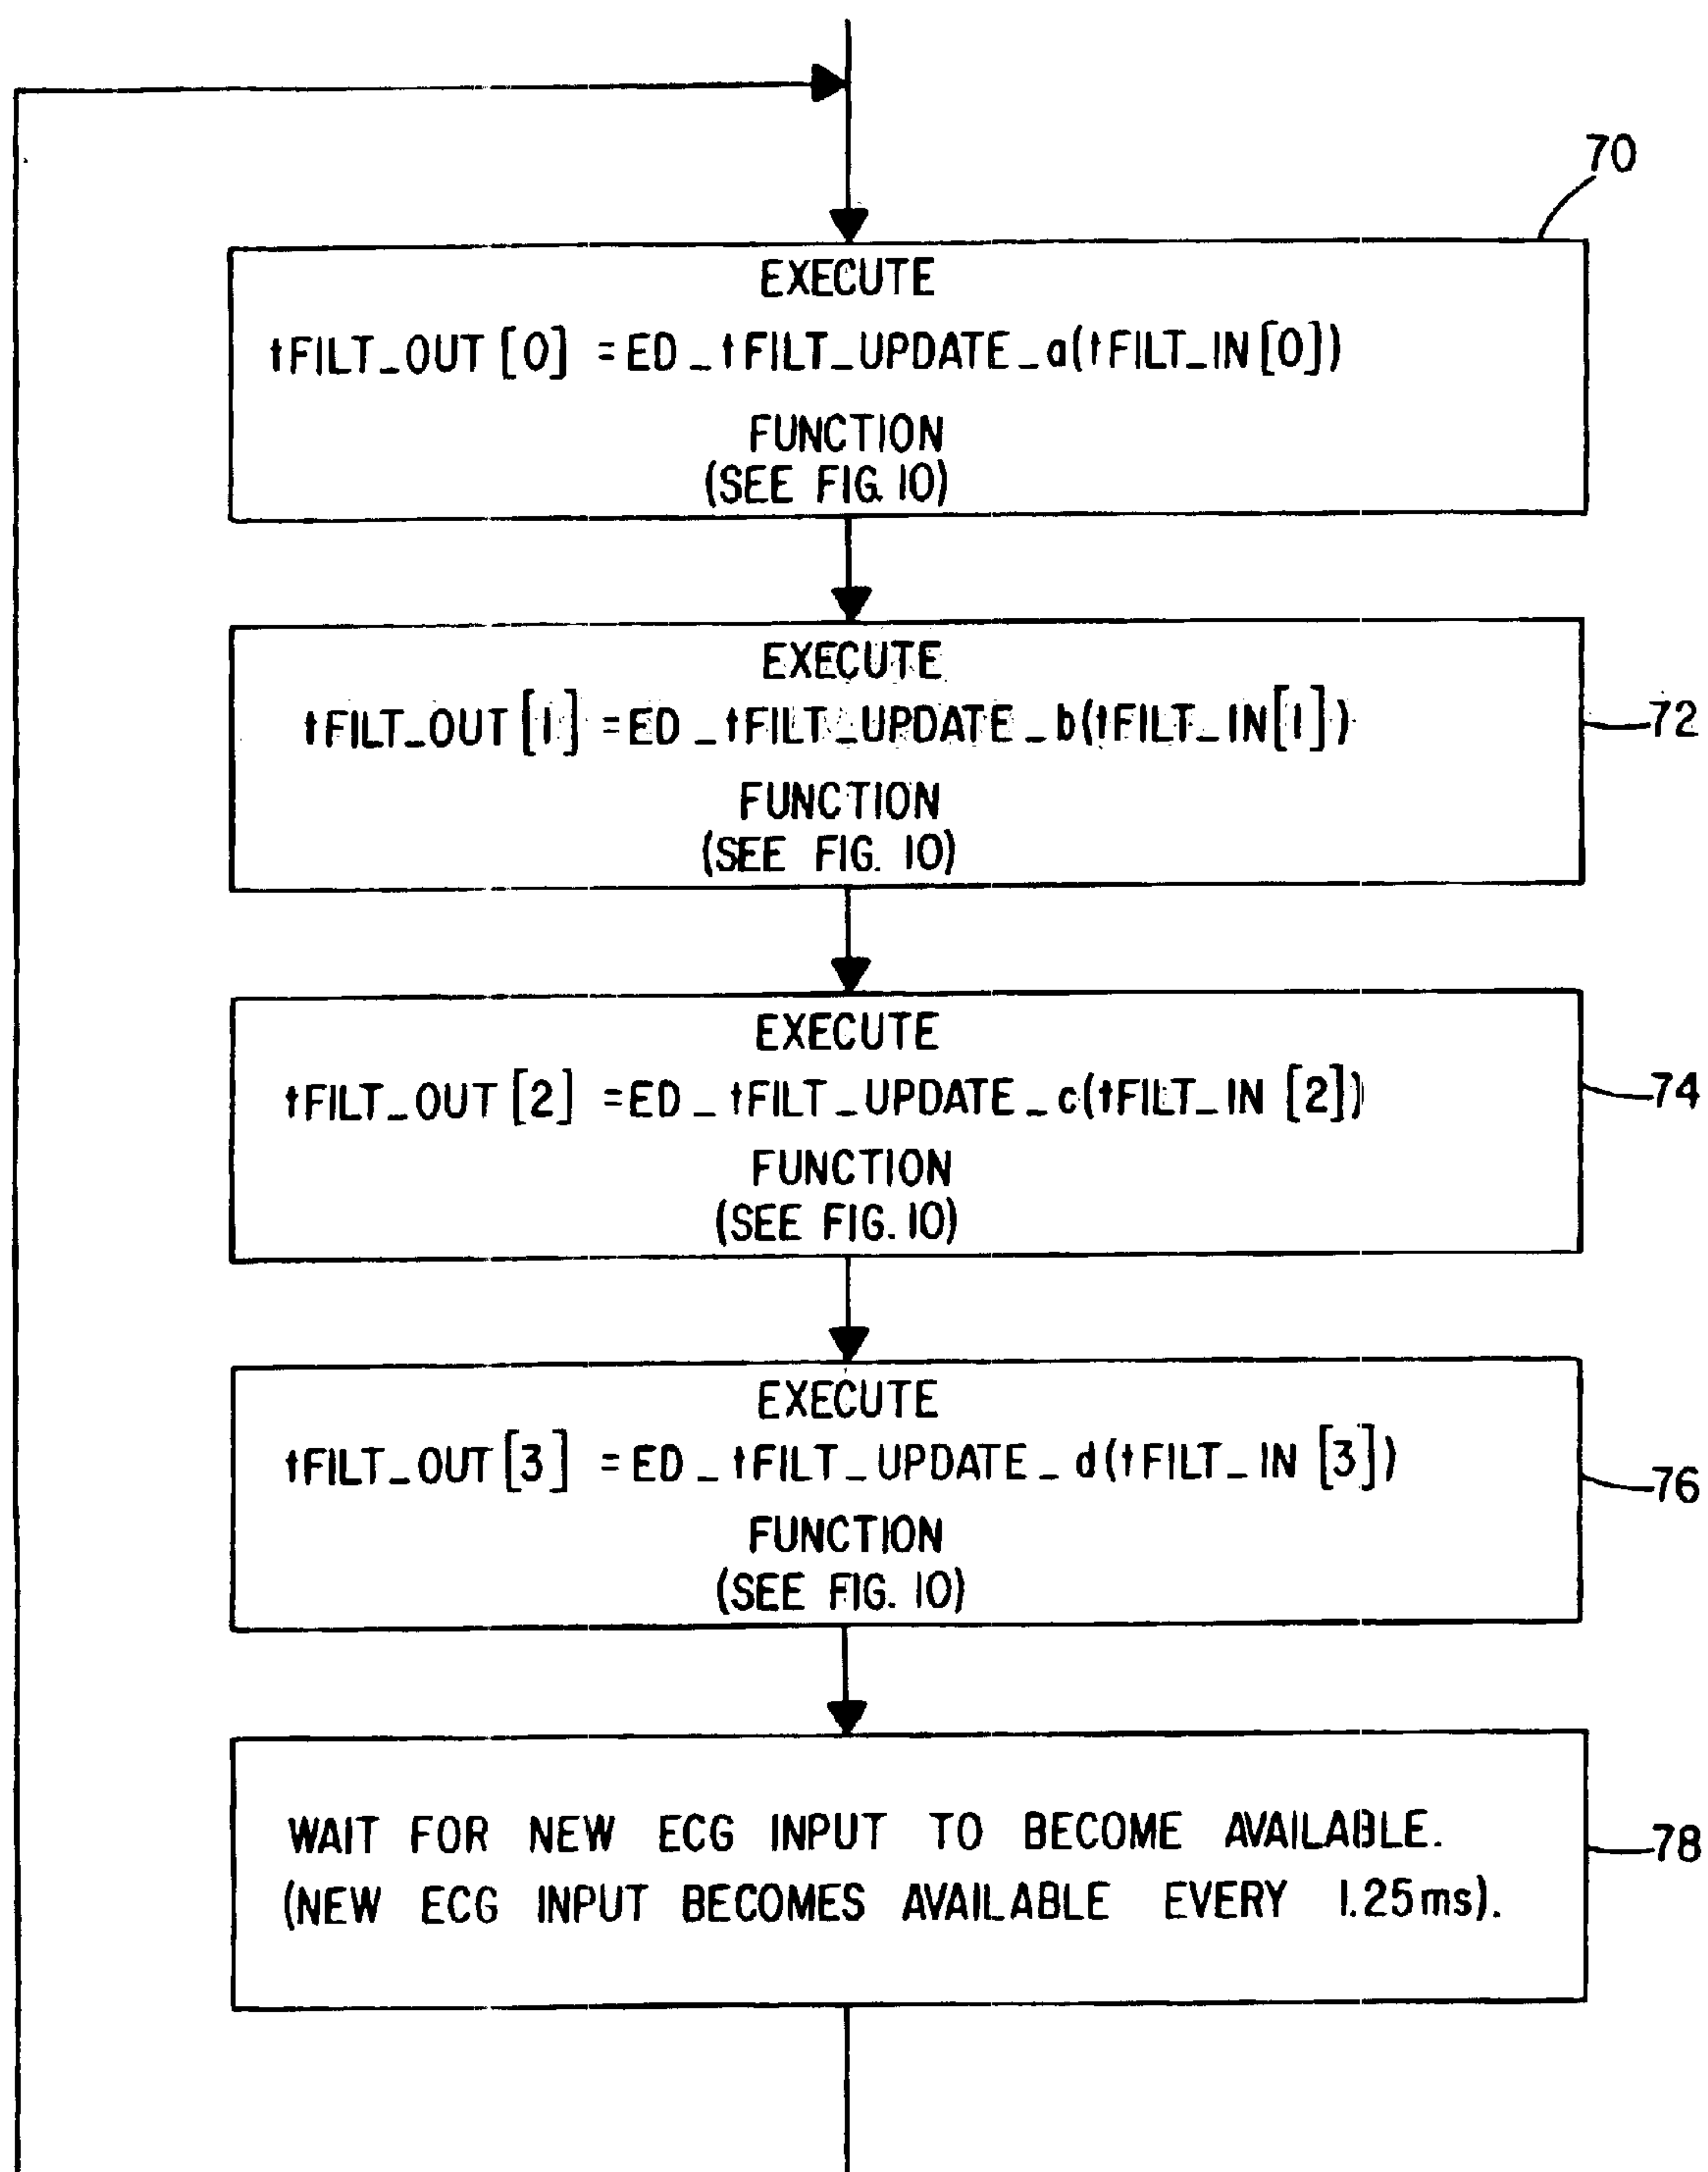 70
EXECUTE
tFILT_OUT [0] =ED_tFILT_UPDATE_a(tFILT_IN[0])
FUNCTION
(SEE FIG. 10)
EXECUTE
tFILT_OUT [1] =ED_tFILT_UPDATE_b(tFILT_IN[1])
72
FUNCTION
(SEE FIG. 10)
EXECUTE
tFILT_OUT [2] =ED_tFILT_UPDATE_c(tFILT_IN [2])
74
FUNCTION
(SEE FIG. 10)
EXECUTE
tFILT_OUT [3] =ED_tFILT_UPDATE_d(tFILT_IN [3])
76
FUNCTION
(SEE FIG. 10)
WAIT FOR NEW ECG INPUT TO BECOME AVAILABLE.
78
(NEW ECG INPUT BECOMES AVAILABLE EVERY 1.25ms).